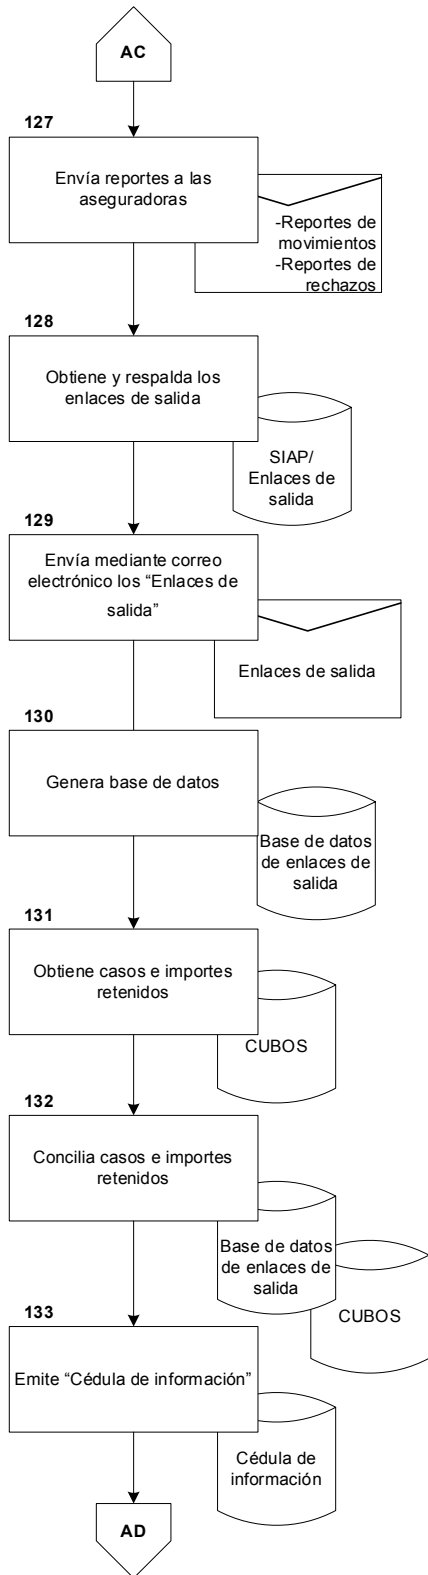 AC
127
Envía reportes a las
aseguradoras
-Reportes de
movimientos
-Reportes de
rechazos
128
Obtiene y respalda los
enlaces de salida
SIAP/
Enlaces de
salida
129
Envía mediante correo
electrónico los “Enlaces de
salida”
Enlaces de salida
130
Genera base de datos
Base de datos
de enlaces de
salida
131
Obtiene casos e importes
retenidos
CUBOS
132
Concilia casos e importes
retenidos
Base de datos
de enlaces de
salida
CUBOS
133
Emite “Cédula de información”
Cédula de
información
AD